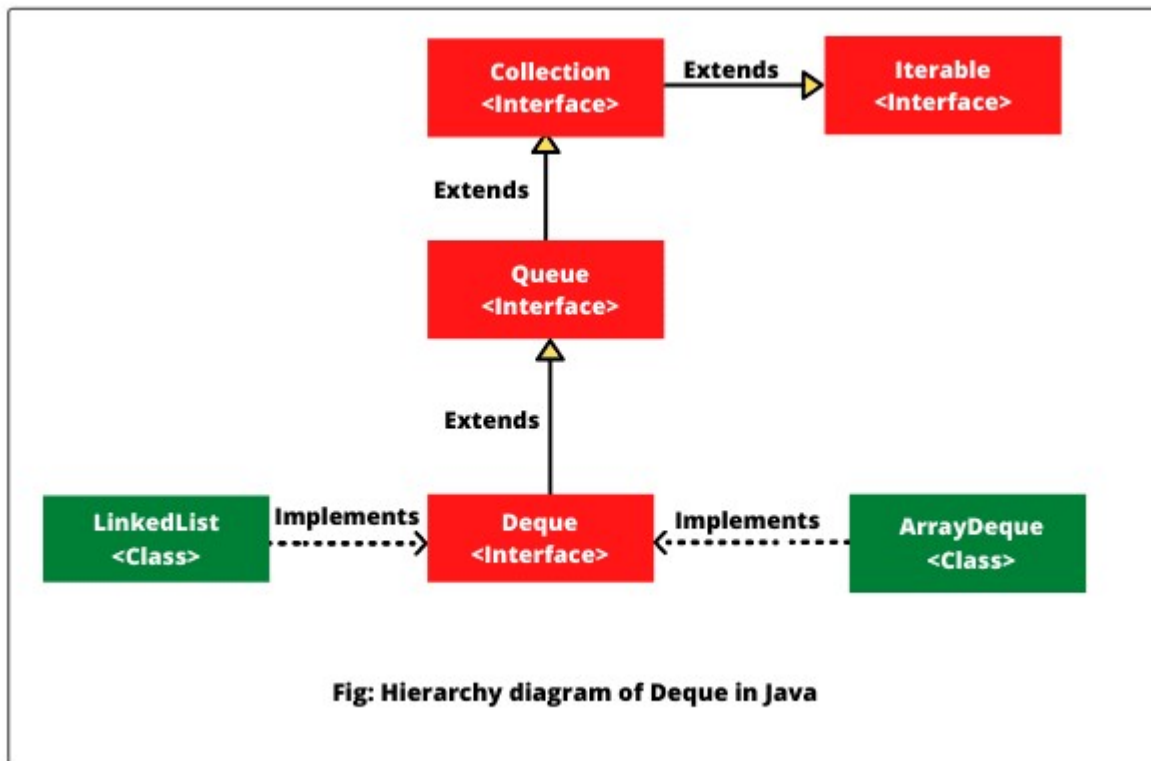 Collection
<Interface>
Extends
Iterable
<Interface>
Extends
Queue
<Interface>
Extends
LinkedList
<Class>
Implements
Deque
<Interface>
Implements
ArrayDeque
<Class>
Fig: Hierarchy diagram of Deque in Java